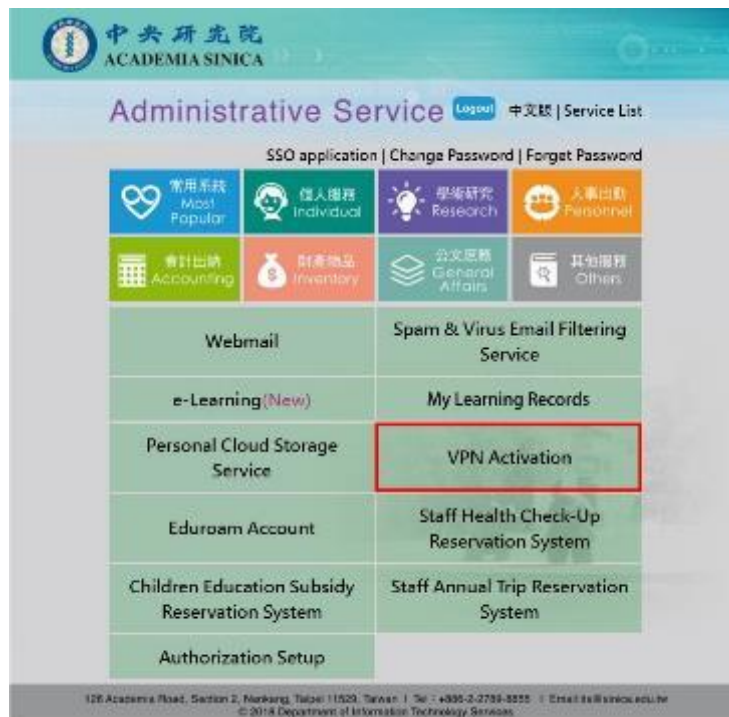 中央研究院
ACADEMIA SINICA
Administrative Service Logout 中文版 | Service List
SSO application | Change Password | Forget Password
常用系統
Most
Popular
個人服務
Individual
學術研究
Research
人事出勤
Personnel
會計出納
Accounting
財產物品
Inventory
公文庶務
General
Affairs
其他服務
Others
Webmail
Spam & Virus Email Filtering
Service
e-Learning(New)
My Learning Records
Personal Cloud Storage
Service
VPN Activation
Eduroam Account
Staff Health Check-Up
Reservation System
Children Education Subsidy
Reservation System
Staff Annual Trip Reservation
System
Authorization Setup
128 Academia Road, Section 2, Nankang, Taipei 11529, Taiwan | Tel : +886-2-2789-8855 | Email:its@sinica.edu.tw
© 2018 Department of Information Technology Services